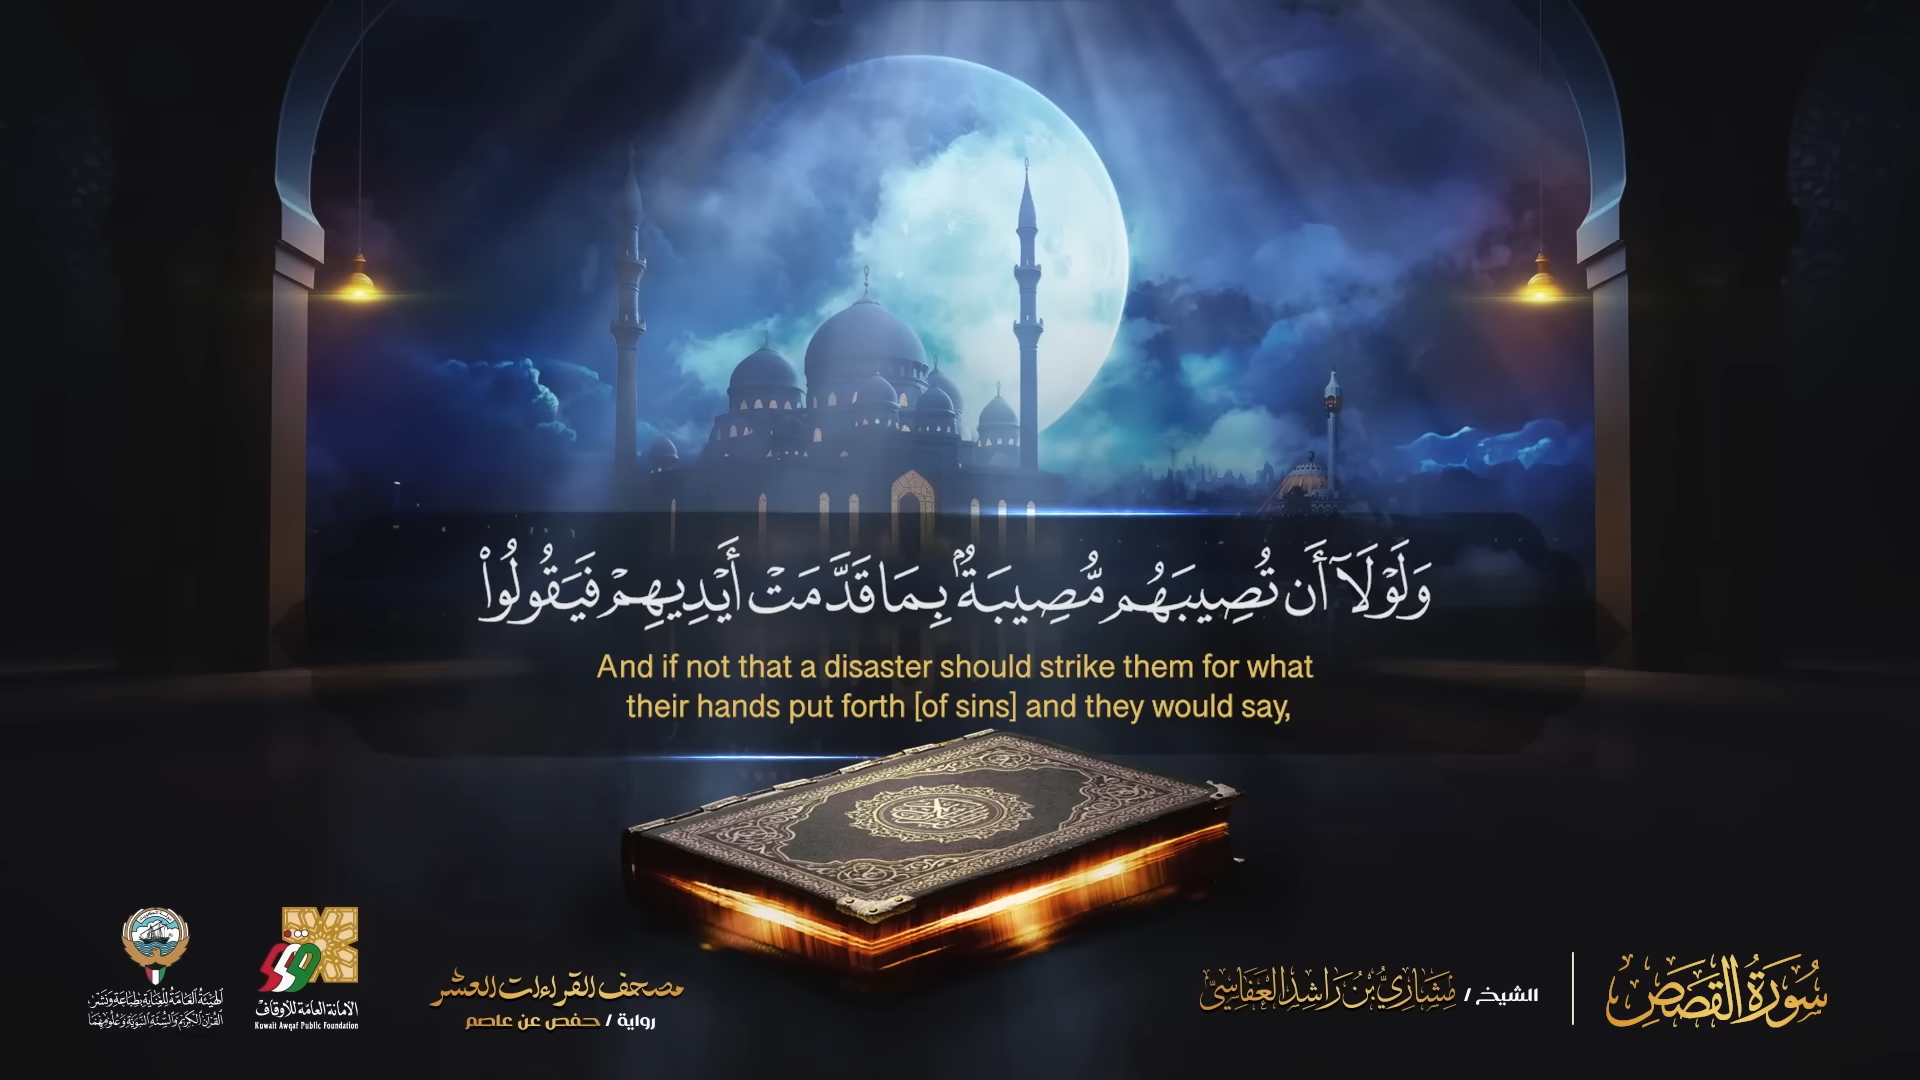 وَلَوْلَآ أَن تُصِيبَهُم مُّصِيبَةٌۢ بِمَا قَدَّمَتْ أَيْدِيهِمْ فَيَقُولُوا۟
And if not that a disaster should strike them for what
their hands put forth [of sins] and they would say,
سُورَةُ القَصَصِ
الشيخ / مشاري بن راشد العفاسي
مصحف القراءات العشر
رواية / حفص عن عاصم
الأمانة العامة للأوقاف
Kuwait Awqaf Public Foundation
الهيئة العامة للعناية بطباعة ونشر
القرآن الكريم والسنة النبوية وعلومهما